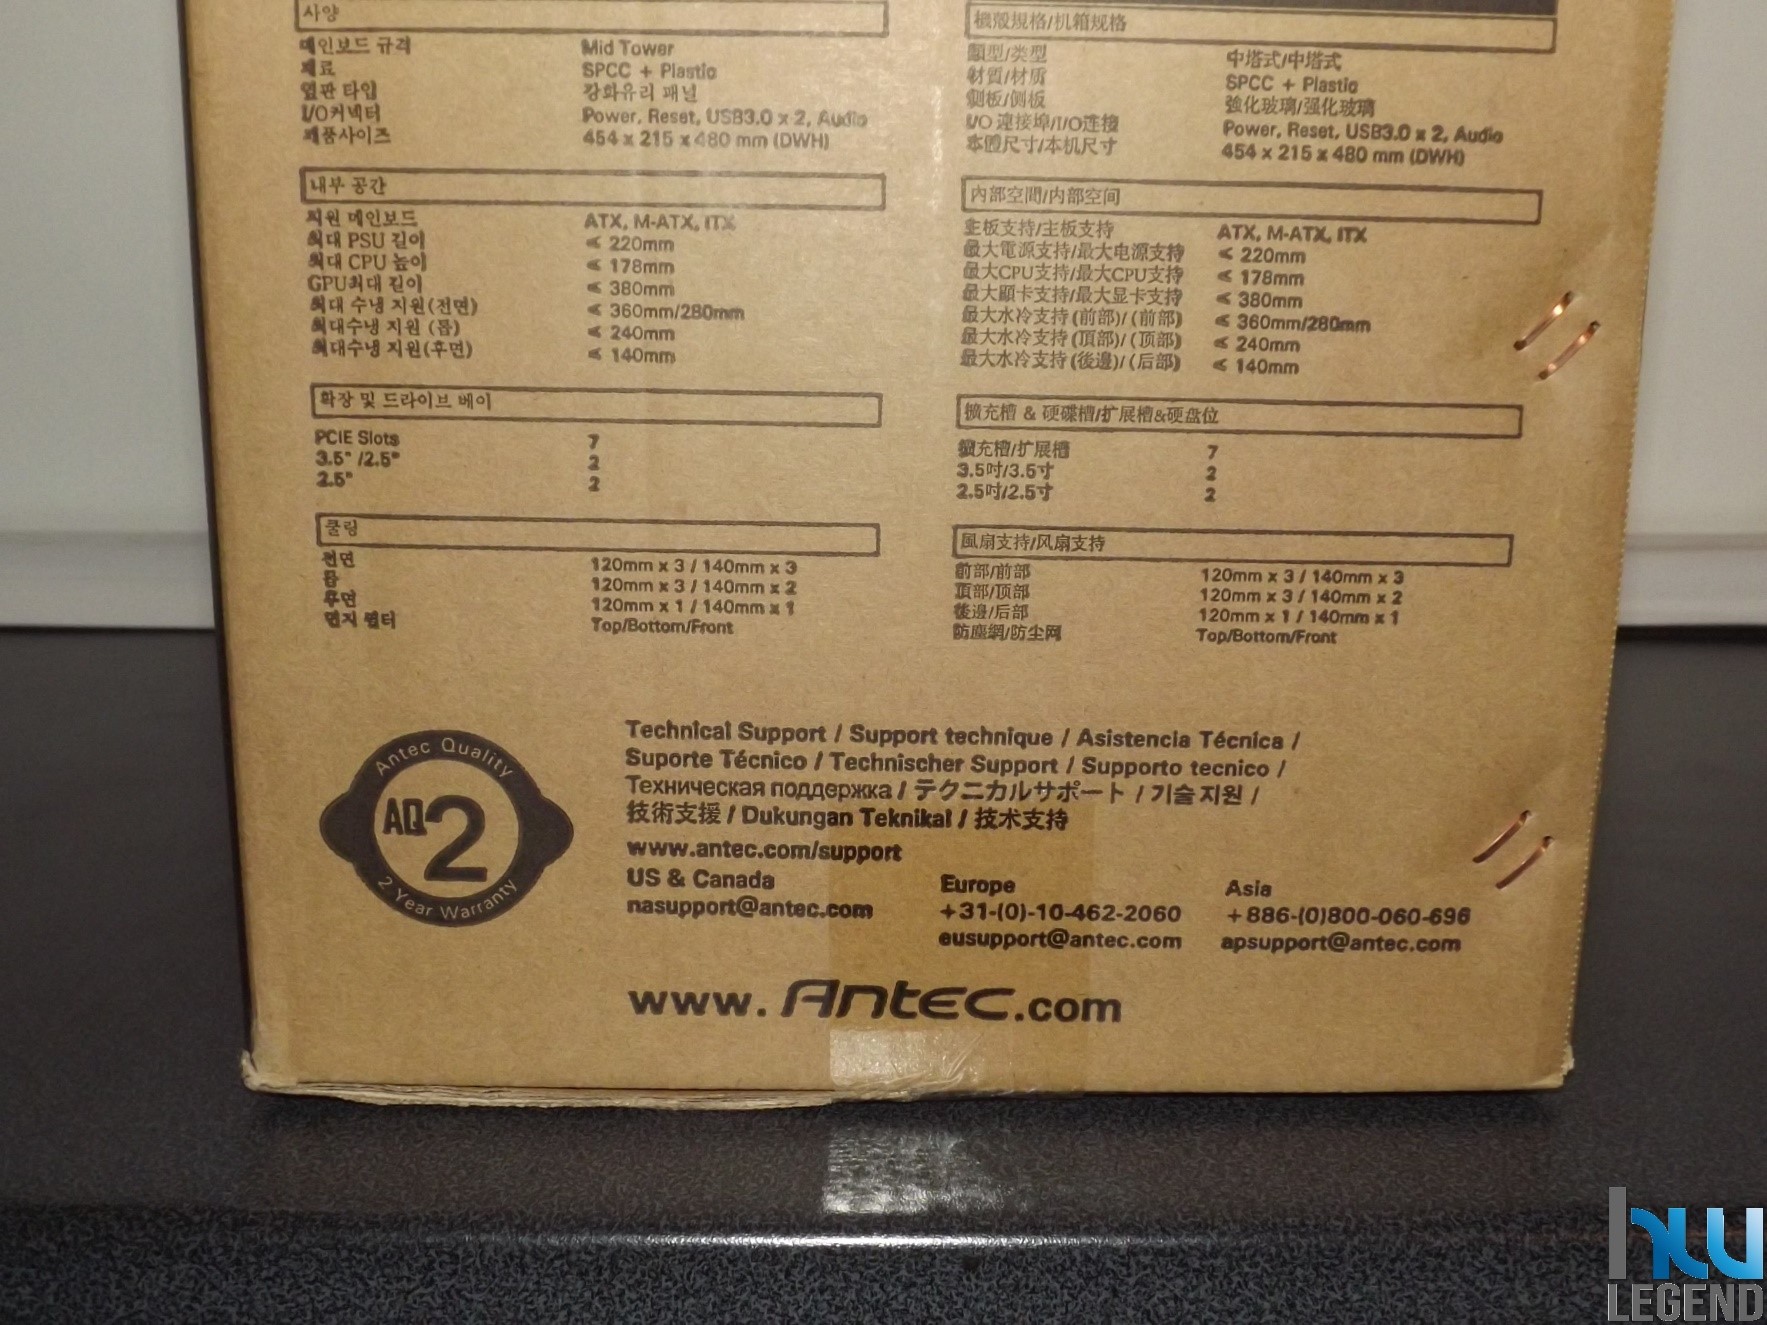 사양
메인보드 규격 Mid Tower
재료 SPCC + Plastic
옆판 타입 강화유리 패널
I/O커넥터 Power, Reset, USB3.0 x 2, Audio
제품사이즈 454 x 215 x 480 mm (DWH)
내부 공간
지원 메인보드 ATX, M-ATX, ITX
최대 PSU 길이 ≤ 220mm
최대 CPU 높이 ≤ 178mm
GPU최대 길이 ≤ 380mm
최대 수냉 지원(전면) ≤ 360mm/280mm
최대수냉 지원 (톱) ≤ 240mm
최대수냉 지원(후면) ≤ 140mm
확장 및 드라이브 베이
PCIE Slots 7
3.5" /2.5" 2
2.5" 2
쿨링
전면 120mm x 3 / 140mm x 3
톱 120mm x 3 / 140mm x 2
후면 120mm x 1 / 140mm x 1
먼지 필터 Top/Bottom/Front
機殼規格/机箱规格
類型/类型 中塔式/中塔式
材質/材质 SPCC + Plastic
側板/侧板 強化玻璃/强化玻璃
I/O 連接埠/I/O连接 Power, Reset, USB3.0 x 2, Audio
本體尺寸/本机尺寸 454 x 215 x 480 mm (DWH)
內部空間/内部空间
主板支持/主板支持 ATX, M-ATX, ITX
最大電源支持/最大电源支持 ≤ 220mm
最大CPU支持/最大CPU支持 ≤ 178mm
最大顯卡支持/最大显卡支持 ≤ 380mm
最大水冷支持(前部)/(前部) ≤ 360mm/280mm
最大水冷支持(頂部)/(顶部) ≤ 240mm
最大水冷支持(後邊)/(后部) ≤ 140mm
擴充槽 & 硬碟槽/扩展槽&硬盘位
擴充槽/扩展槽 7
3.5吋/3.5寸 2
2.5吋/2.5寸 2
風扇支持/风扇支持
前部/前部 120mm x 3 / 140mm x 3
頂部/顶部 120mm x 3 / 140mm x 2
後邊/后部 120mm x 1 / 140mm x 1
防塵網/防尘网 Top/Bottom/Front
Antec Quality
AQ2
2 Year Warranty
Technical Support / Support technique / Asistencia Técnica /
Suporte Técnico / Technischer Support / Supporto tecnico /
Техническая поддержка / テクニカルサポート / 기술 지원 /
技術支援 / Dukungan Teknikal / 技术支持
www.antec.com/support
US & Canada
nasupport@antec.com
Europe
+31-(0)-10-462-2060
eusupport@antec.com
Asia
+886-(0)800-060-696
apsupport@antec.com
www.Antec.com
LEGEND